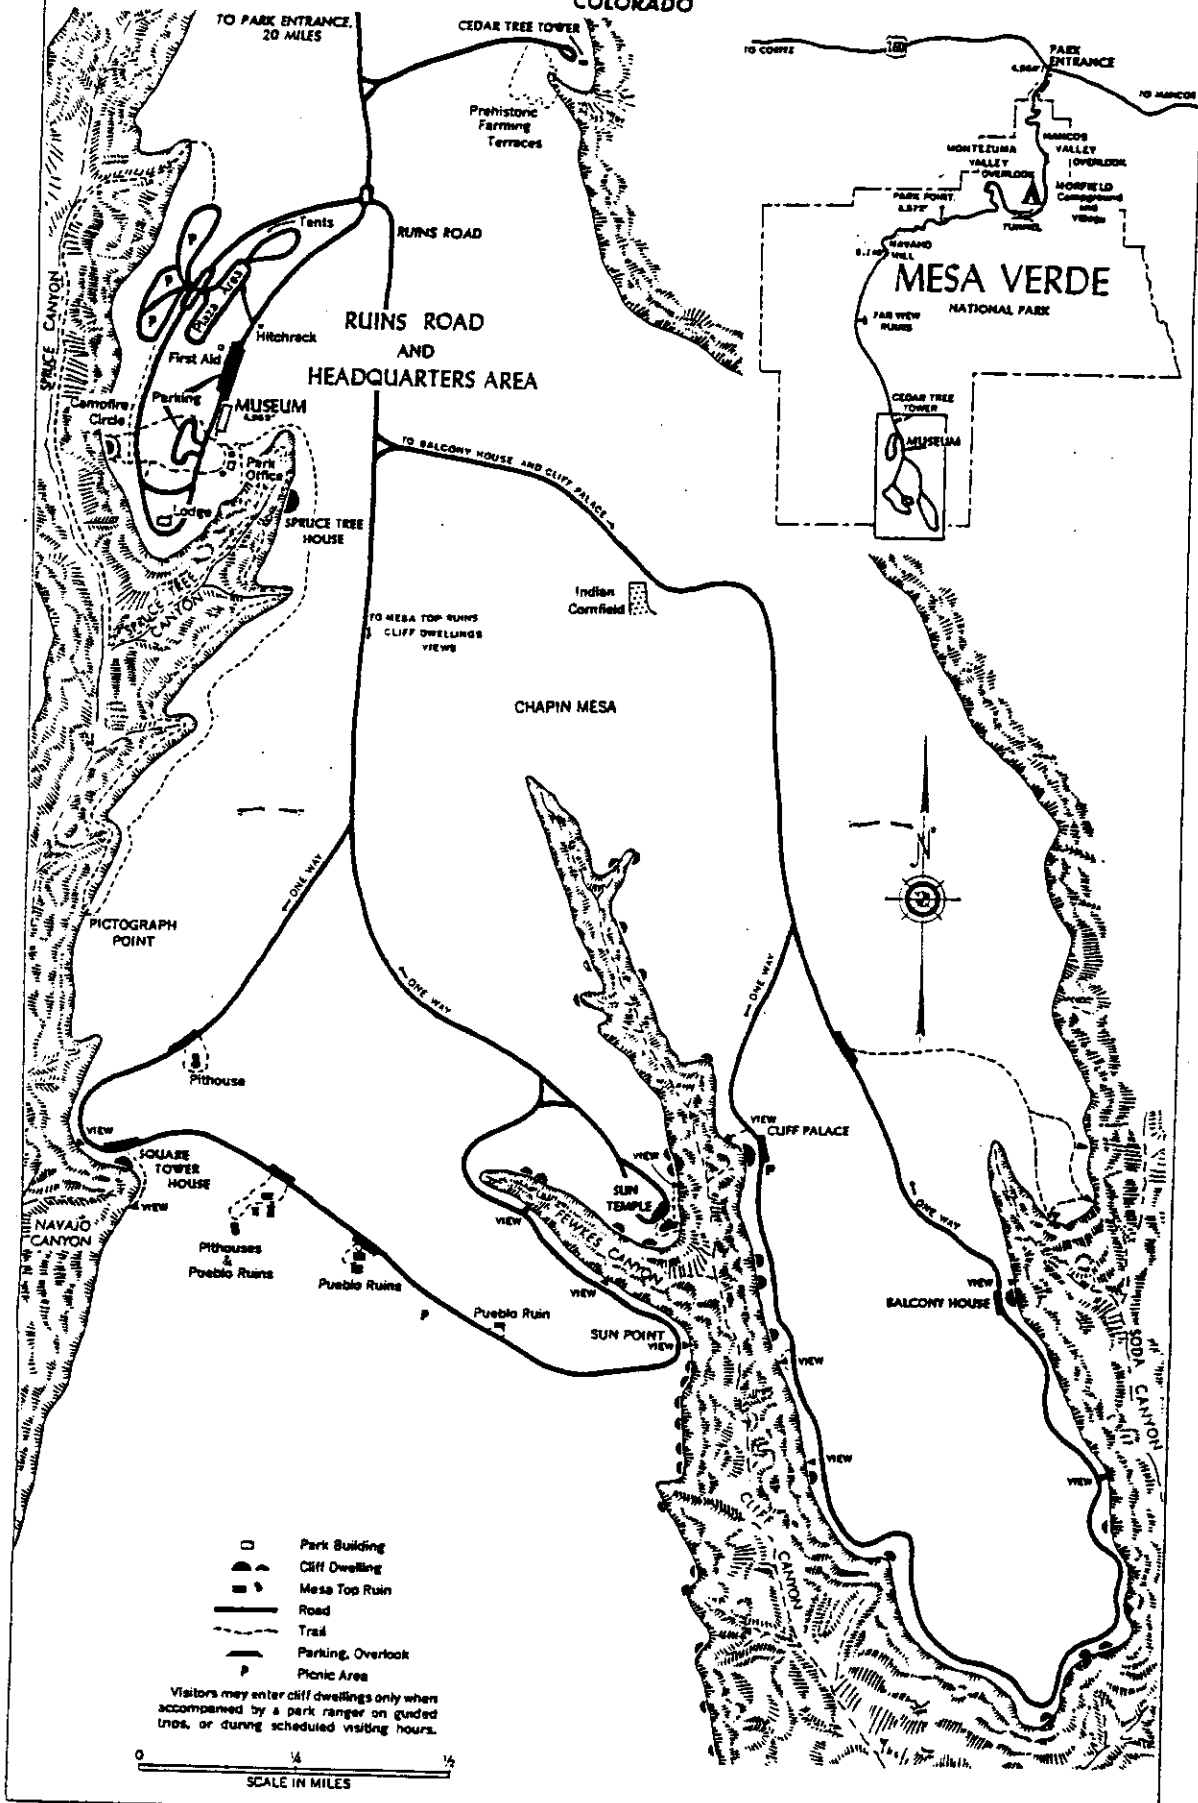 COLORADO
TO PARK ENTRANCE,
20 MILES
CEDAR TREE TOWER
Prehistoric
Farming
Terraces
TO CORTEZ
160
PARK
ENTRANCE
TO MANCOS
MONTEZUMA
VALLEY
OVERLOOK
MANCOS
VALLEY
OVERLOOK
PARK POINT
MORFIELD
Campground
and
Village
TUNNEL
NAVAHO
HILL
MESA VERDE
NATIONAL PARK
FAR VIEW
RUINS
CEDAR TREE
TOWER
MUSEUM
Tents
RUINS ROAD
SPRUCE CANYON
P
P
P
Plaza Area
Hitchrack
First Aid
RUINS ROAD
AND
HEADQUARTERS AREA
Parking
Campfire
Circle
MUSEUM
Park
Office
Lodge
SPRUCE TREE
HOUSE
SPRUCE TREE
CANYON
TO BALCONY HOUSE AND CLIFF PALACE
Indian
Cornfield
TO MESA TOP RUINS
CLIFF DWELLINGS
VIEWS
CHAPIN MESA
N
ONE WAY
PICTOGRAPH
POINT
ONE WAY
ONE WAY
Pithouse
VIEW
SQUARE
TOWER
HOUSE
VIEW
NAVAJO
CANYON
Pithouses
&
Pueblo Ruins
Pueblo Ruins
P
Pueblo Ruin
VIEW
CLIFF PALACE
P
VIEW
SUN
TEMPLE
FEWKES CANYON
VIEW
VIEW
SUN POINT
VIEW
ONE WAY
VIEW
BALCONY HOUSE
SODA CANYON
VIEW
VIEW
VIEW
CLIFF CANYON
Park Building
Cliff Dwelling
Mesa Top Ruin
Road
Trail
Parking, Overlook
P Picnic Area
Visitors may enter cliff dwellings only when
accompanied by a park ranger on guided
trips, or during scheduled visiting hours.
0 ¼ ½
SCALE IN MILES